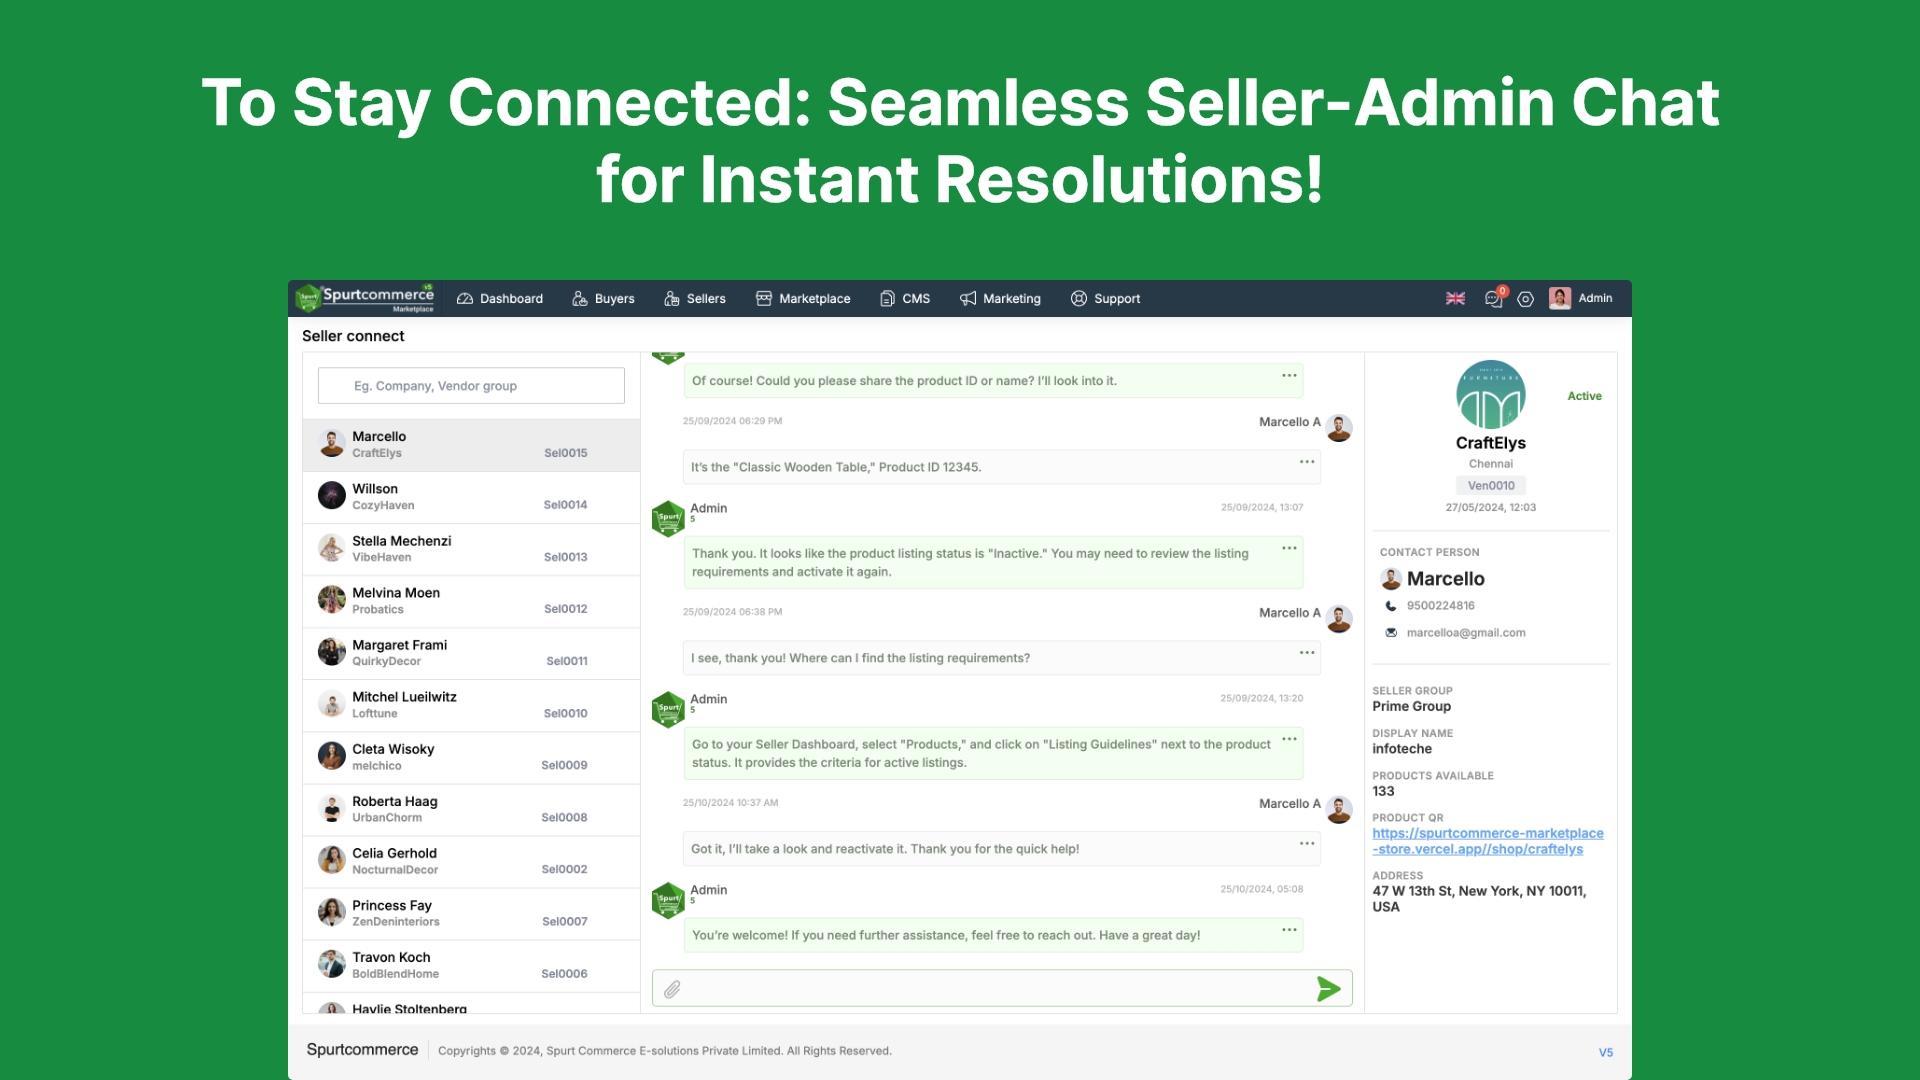 To Stay Connected: Seamless Seller-Admin Chat
for Instant Resolutions!
Spurt
Spurtcommerce
v5
Marketplace
Dashboard
Buyers
Sellers
Marketplace
CMS
Marketing
Support
0
Admin
Seller connect
Eg. Company, Vendor group
Marcello
CraftElys
Sel0015
Willson
CozyHaven
Sel0014
Stella Mechenzi
VibeHaven
Sel0013
Melvina Moen
Probatics
Sel0012
Margaret Frami
QuirkyDecor
Sel0011
Mitchel Lueilwitz
Lofttune
Sel0010
Cleta Wisoky
melchico
Sel0009
Roberta Haag
UrbanChorm
Sel0008
Celia Gerhold
NocturnalDecor
Sel0002
Princess Fay
ZenDeninteriors
Sel0007
Travon Koch
BoldBlendHome
Sel0006
Haylie Stoltenberg
Of course! Could you please share the product ID or name? I’ll look into it.
25/09/2024 06:29 PM
Marcello A
It’s the "Classic Wooden Table," Product ID 12345.
Spurt
Admin
5
25/09/2024, 13:07
Thank you. It looks like the product listing status is "Inactive." You may need to review the listing
requirements and activate it again.
25/09/2024 06:38 PM
Marcello A
I see, thank you! Where can I find the listing requirements?
Spurt
Admin
5
25/09/2024, 13:20
Go to your Seller Dashboard, select "Products," and click on "Listing Guidelines" next to the product
status. It provides the criteria for active listings.
25/10/2024 10:37 AM
Marcello A
Got it, I’ll take a look and reactivate it. Thank you for the quick help!
Spurt
Admin
5
25/10/2024, 05:08
You’re welcome! If you need further assistance, feel free to reach out. Have a great day!
FURNITURE
Active
CraftElys
Chennai
Ven0010
27/05/2024, 12:03
CONTACT PERSON
Marcello
9500224816
marcelloa@gmail.com
SELLER GROUP
Prime Group
DISPLAY NAME
infoteche
PRODUCTS AVAILABLE
133
PRODUCT QR
https://spurtcommerce-marketplace
-store.vercel.app//shop/craftelys
ADDRESS
47 W 13th St, New York, NY 10011,
USA
Spurtcommerce
Copyrights © 2024, Spurt Commerce E-solutions Private Limited. All Rights Reserved.
V5